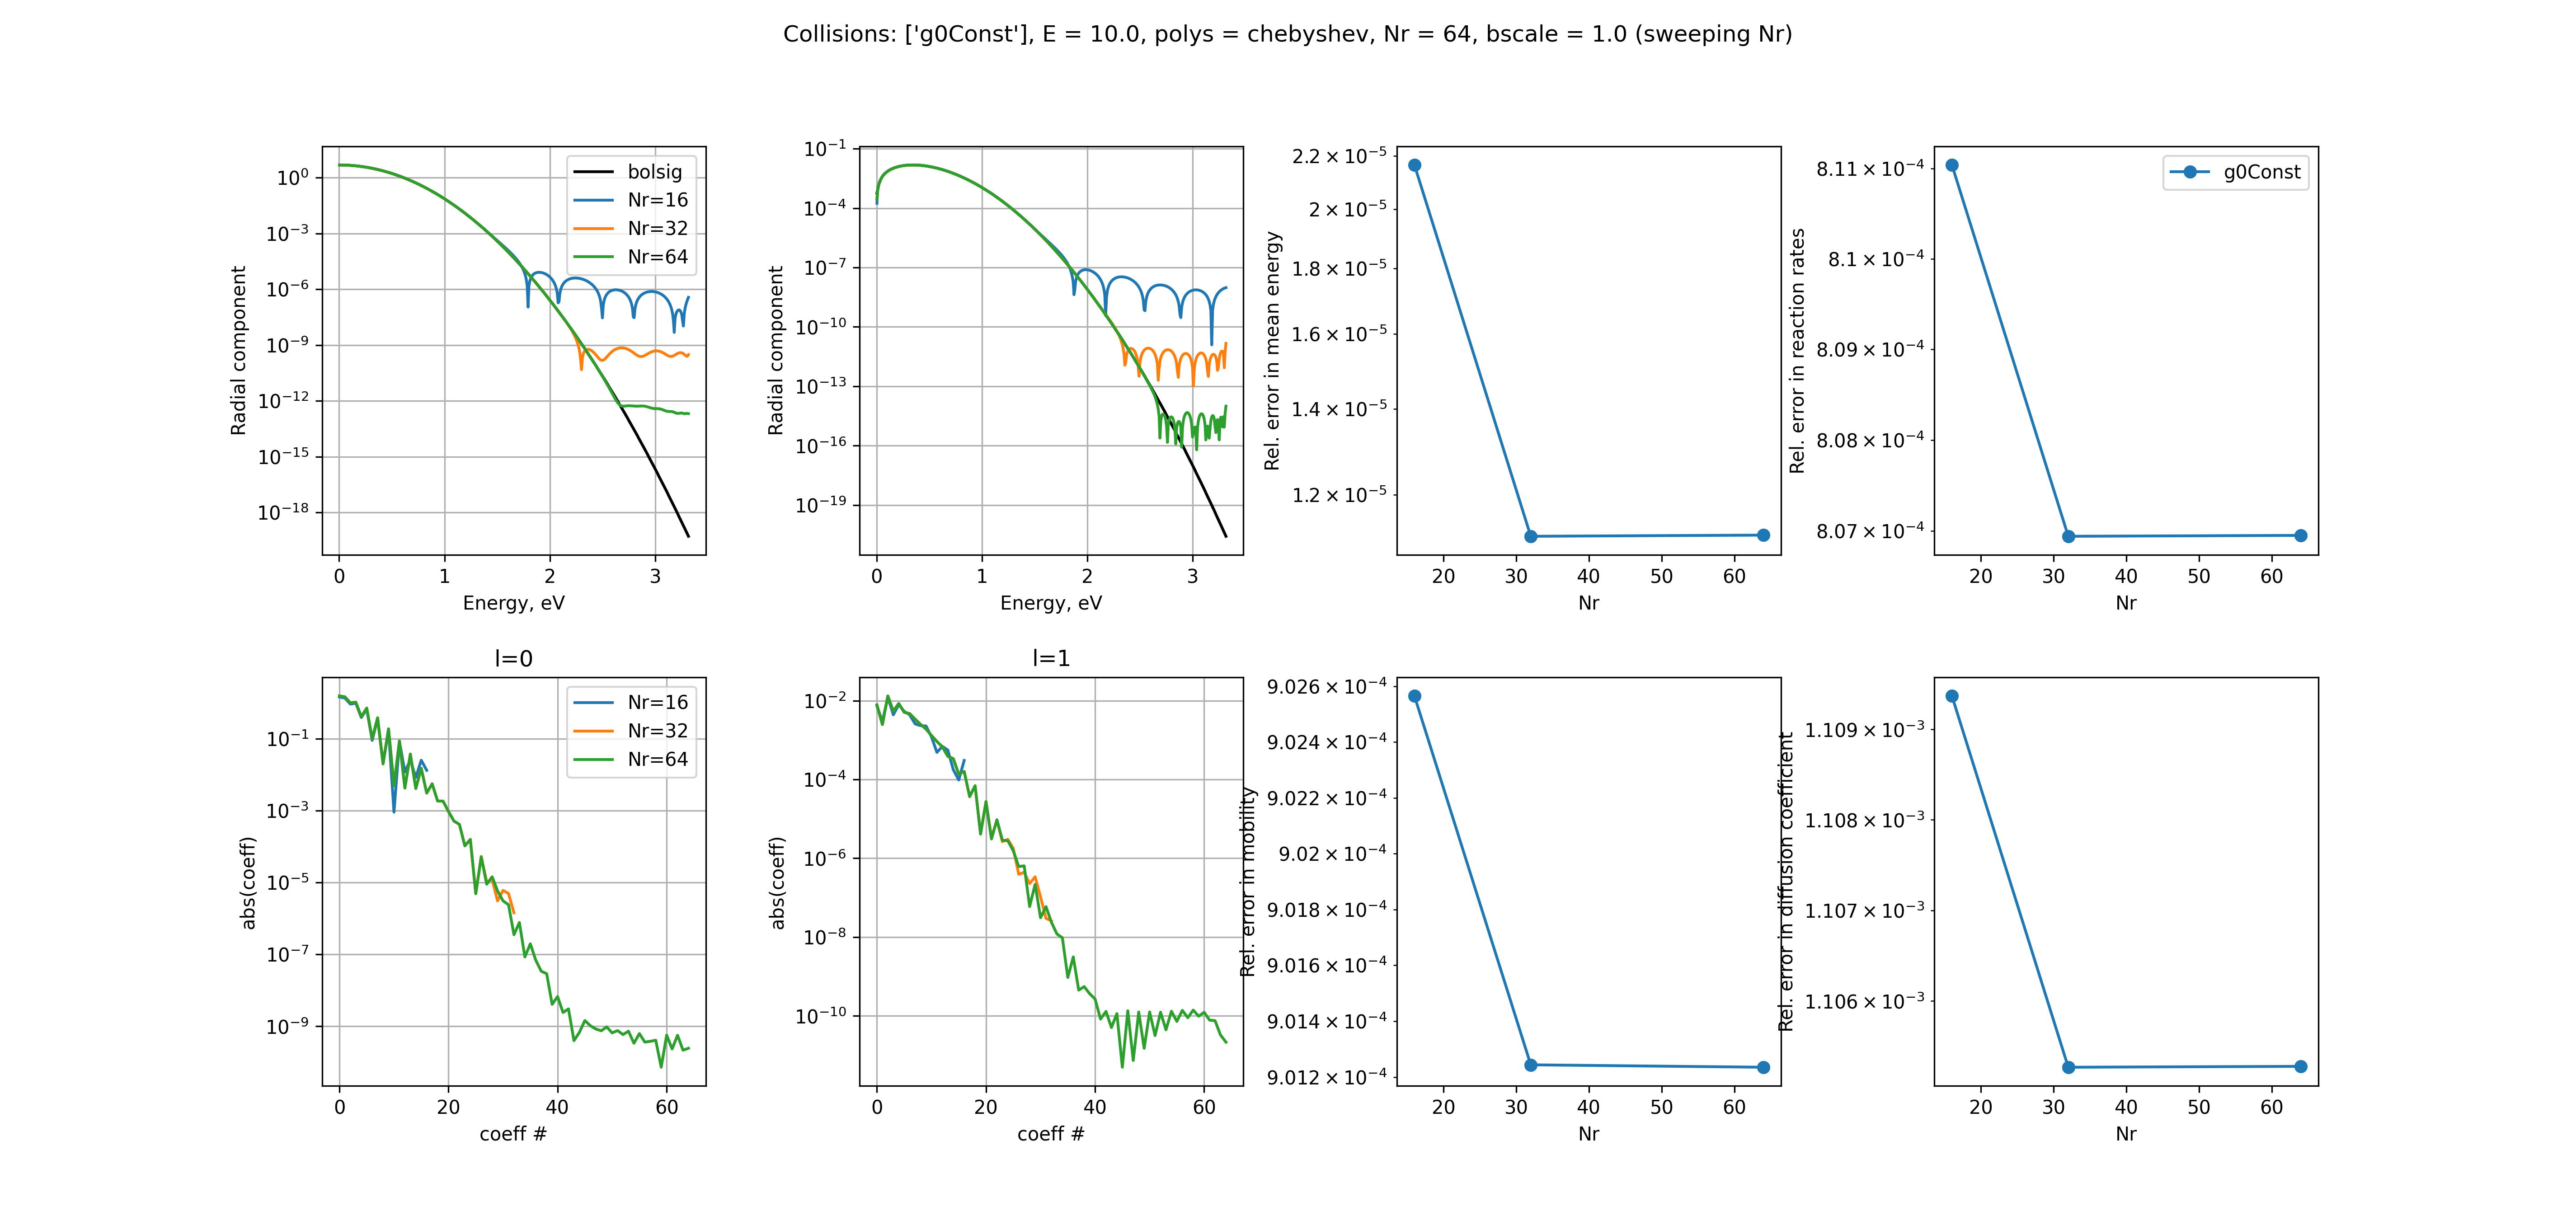 Collisions: ['g0Const'], E = 10.0, polys = chebyshev, Nr = 64, bscale = 1.0 (sweeping Nr)
Radial component
10⁰
10⁻³
10⁻⁶
10⁻⁹
10⁻¹²
10⁻¹⁵
10⁻¹⁸
bolsig
Nr=16
Nr=32
Nr=64
0 1 2 3
Energy, eV
Radial component
10⁻¹
10⁻⁴
10⁻⁷
10⁻¹⁰
10⁻¹³
10⁻¹⁶
10⁻¹⁹
0 1 2 3
Energy, eV
Rel. error in mean energy
2.2 × 10⁻⁵
2 × 10⁻⁵
1.8 × 10⁻⁵
1.6 × 10⁻⁵
1.4 × 10⁻⁵
1.2 × 10⁻⁵
20 30 40 50 60
Nr
Rel. error in reaction rates
8.11 × 10⁻⁴
8.1 × 10⁻⁴
8.09 × 10⁻⁴
8.08 × 10⁻⁴
8.07 × 10⁻⁴
g0Const
20 30 40 50 60
Nr
l=0
abs(coeff)
10⁻¹
10⁻³
10⁻⁵
10⁻⁷
10⁻⁹
Nr=16
Nr=32
Nr=64
0 20 40 60
coeff #
l=1
abs(coeff)
10⁻²
10⁻⁴
10⁻⁶
10⁻⁸
10⁻¹⁰
0 20 40 60
coeff #
Rel. error in mobility
9.026 × 10⁻⁴
9.024 × 10⁻⁴
9.022 × 10⁻⁴
9.02 × 10⁻⁴
9.018 × 10⁻⁴
9.016 × 10⁻⁴
9.014 × 10⁻⁴
9.012 × 10⁻⁴
20 30 40 50 60
Nr
Rel. error in diffusion coefficient
1.109 × 10⁻³
1.108 × 10⁻³
1.107 × 10⁻³
1.106 × 10⁻³
20 30 40 50 60
Nr